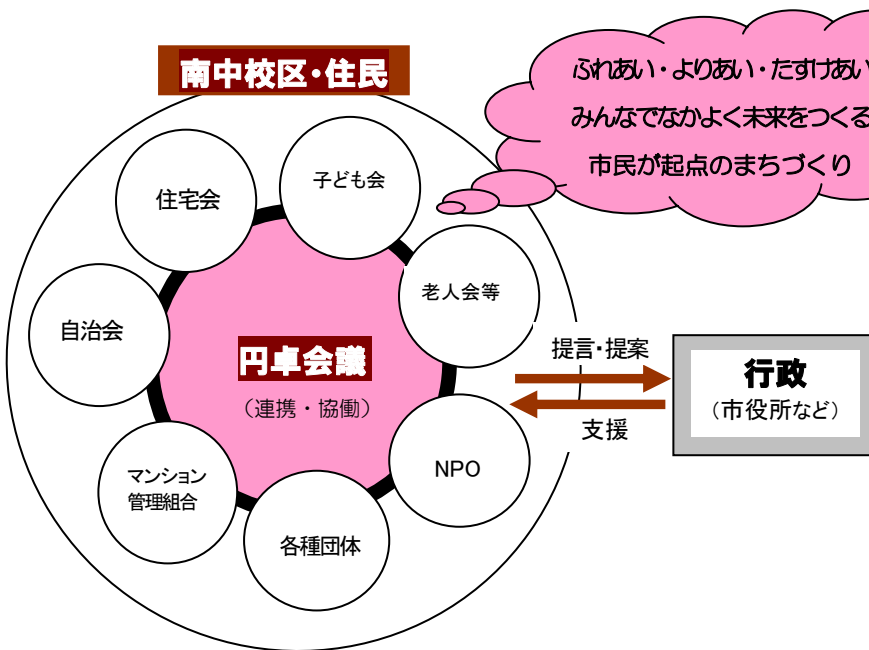 南中校区・住民
ふれあい・よりあい・たすけあい
みんなでなかよく未来をつくる
市民が起点のまちづくり
子ども会
住宅会
老人会等
自治会
円卓会議
（連携・協働）
提言・提案
支援
行政
（市役所など）
マンション
管理組合
NPO
各種団体